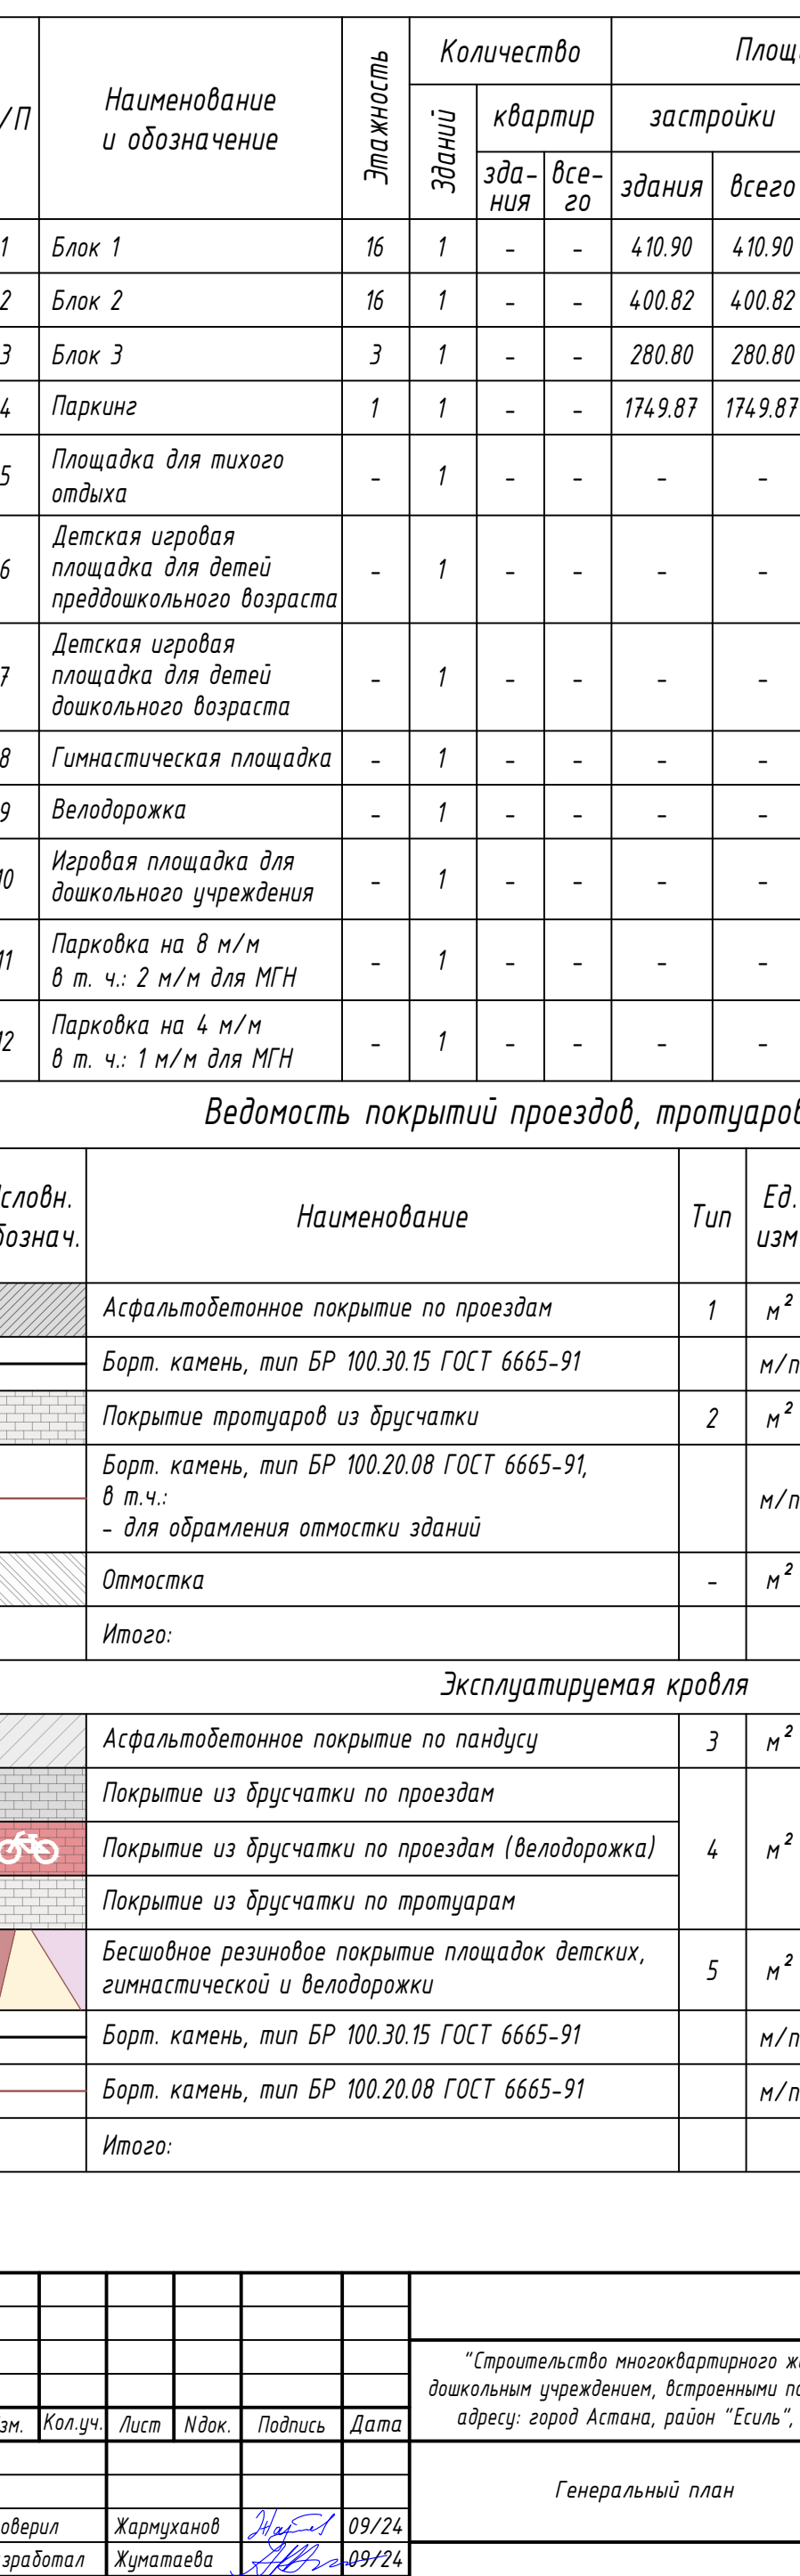 /П
Наименование
и обозначение
Этажность
Количество
Зданий
квартир
зда-
ния
все-
го
застройки
здания
всего
1 Блок 1 16 1 - - 410.90 410.90
2 Блок 2 16 1 - - 400.82 400.82
3 Блок 3 3 1 - - 280.80 280.80
4 Паркинг 1 1 - - 1749.87 1749.87
5 Площадка для тихого
отдыха - 1 - - - -
6 Детская игровая
площадка для детей
преддошкольного возраста - 1 - - - -
7 Детская игровая
площадка для детей
дошкольного возраста - 1 - - - -
8 Гимнастическая площадка - 1 - - - -
9 Велодорожка - 1 - - - -
10 Игровая площадка для
дошкольного учреждения - 1 - - - -
11 Парковка на 8 м/м
в т. ч.: 2 м/м для МГН - 1 - - - -
12 Парковка на 4 м/м
в т. ч.: 1 м/м для МГН - 1 - - - -
Ведомость покрытий проездов, тротуаров
словн.
бознач.
Наименование
Тип
Ед.
изм
Асфальтобетонное покрытие по проездам 1 м²
Борт. камень, тип БР 100.30.15 ГОСТ 6665-91 м/п
Покрытие тротуаров из брусчатки 2 м²
Борт. камень, тип БР 100.20.08 ГОСТ 6665-91,
в т.ч.:
- для обрамления отмостки зданий м/п
Отмостка - м²
Итого:
Эксплуатируемая кровля
Асфальтобетонное покрытие по пандусу 3 м²
Покрытие из брусчатки по проездам
Покрытие из брусчатки по проездам (велодорожка) 4 м²
Покрытие из брусчатки по тротуарам
Бесшовное резиновое покрытие площадок детских,
гимнастической и велодорожки 5 м²
Борт. камень, тип БР 100.30.15 ГОСТ 6665-91 м/п
Борт. камень, тип БР 100.20.08 ГОСТ 6665-91 м/п
Итого:
"Строительство многоквартирного
дошкольным учреждением, встроенными
адресу: город Астана, район "Есиль",
зм. Кол.уч. Лист Nдок. Подпись Дата
Генеральный план
оверил Жармуханов 09/24
зработал Жуматаева 09/24